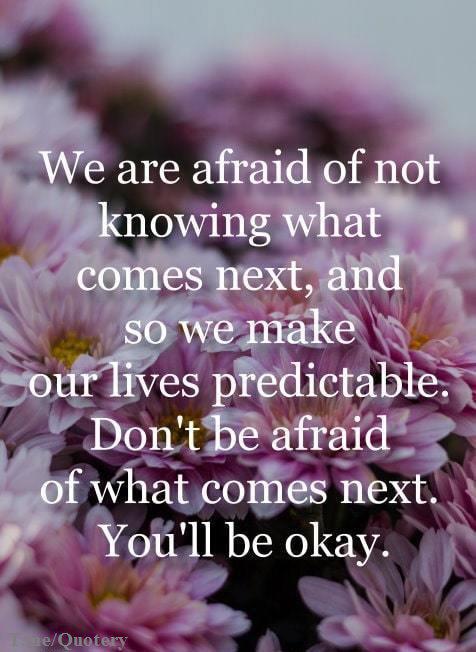 We are afraid of not
knowing what
comes next, and
so we make
our lives predictable.
Don't be afraid
of what comes next.
You'll be okay.